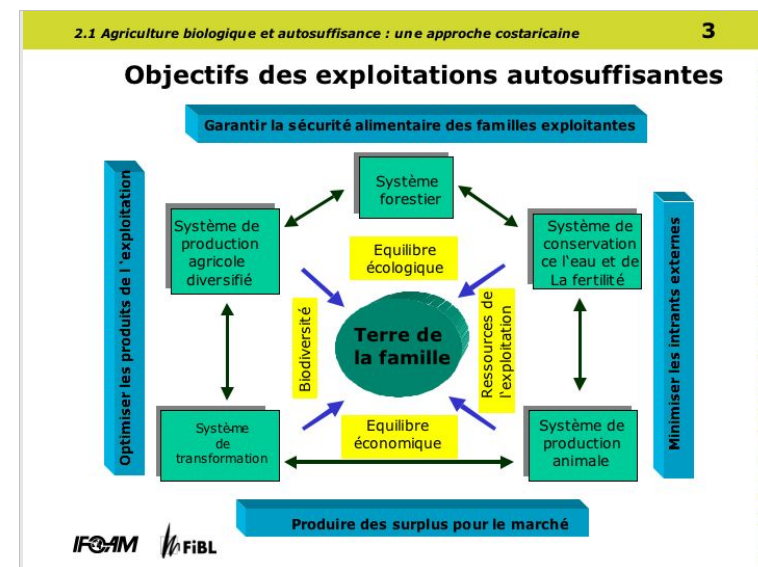 2.1 Agriculture biologique et autosuffisance : une approche costaricaine
3
Objectifs des exploitations autosuffisantes
Garantir la sécurité alimentaire des familles exploitantes
Optimiser les produits de l 'exploitation
Système
forestier
Système de
production
agricole
diversifié
Système de
conservation
ce l'eau et de
La fertilité
Minimiser les intrants externes
Equilibre
écologique
Biodiversité
Terre de
la famille
Ressources de
l'exploitation
Equilibre
économique
Système
de
transformation
Système de
production
animale
Produire des surplus pour le marché
IFOAM
FiBL